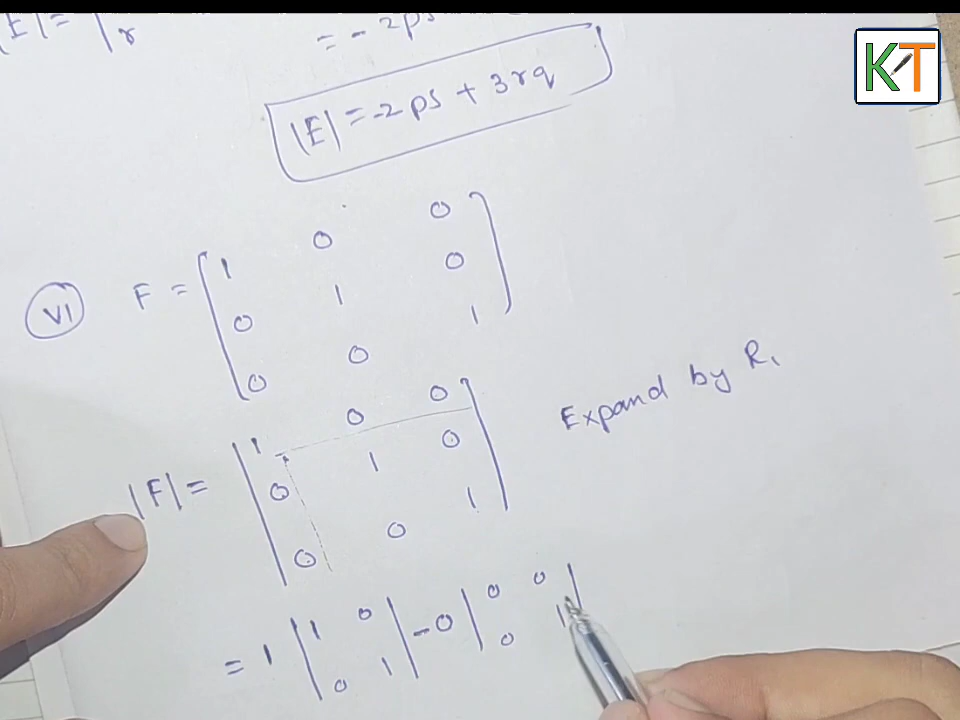 KT
|E| = | r
= - 2ps
|E| = -2ps + 3rq
VI F = [ 1 0 0
0 1 0
0 0 1 ]
|F| = | 1 0 0
0 1 0
0 0 1 | Expand by R₁
= 1 | 1 0
0 1 | - 0 | 0 0
0 1 |